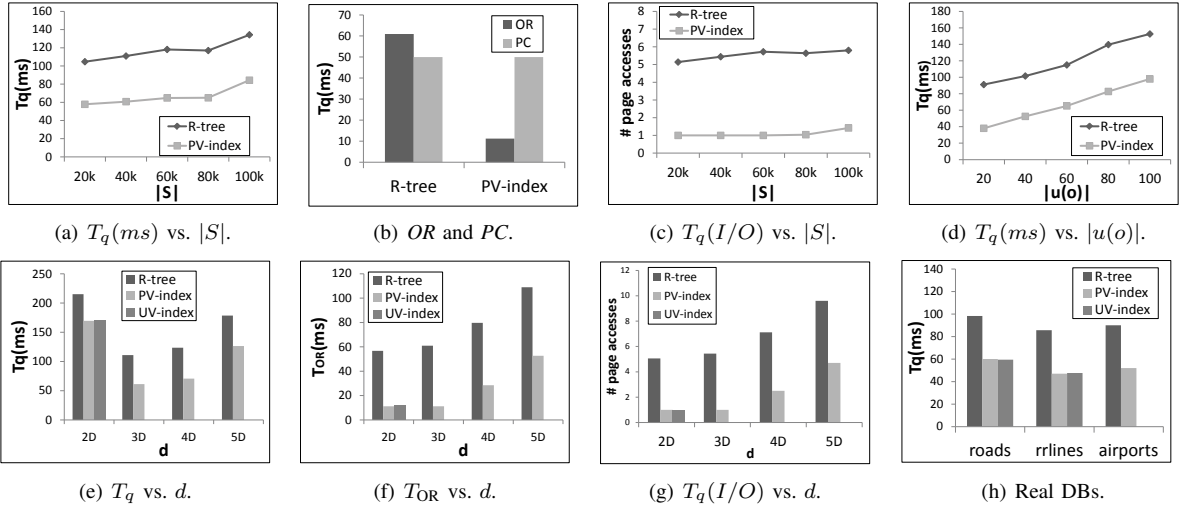 160
140
120
100
80
60
40
20
0
Tq(ms)
R-tree
PV-index
20k 40k 60k 80k 100k
|S|
(a) Tq(ms) vs. |S|.
70
60
50
40
30
20
10
0
Tq(ms)
OR
PC
R-tree PV-index
(b) OR and PC.
8
7
6
5
4
3
2
1
0
# page accesses
R-tree
PV-index
20k 40k 60k 80k 100k
|S|
(c) Tq(I/O) vs. |S|.
180
160
140
120
100
80
60
40
20
0
Tq(ms)
R-tree
PV-index
20 40 60 80 100
|u(o)|
(d) Tq(ms) vs. |u(o)|.
250
200
150
100
50
0
Tq(ms)
R-tree
PV-index
UV-index
2D 3D 4D 5D
d
(e) Tq vs. d.
120
100
80
60
40
20
0
TOR(ms)
R-tree
PV-index
UV-index
2D 3D 4D 5D
d
(f) TOR vs. d.
12
10
8
6
4
2
0
# page accesses
R-tree
PV-index
UV-index
2D 3D 4D 5D
d
(g) Tq(I/O) vs. d.
140
120
100
80
60
40
20
0
Tq(ms)
R-tree
PV-index
UV-index
roads rrlines airports
(h) Real DBs.